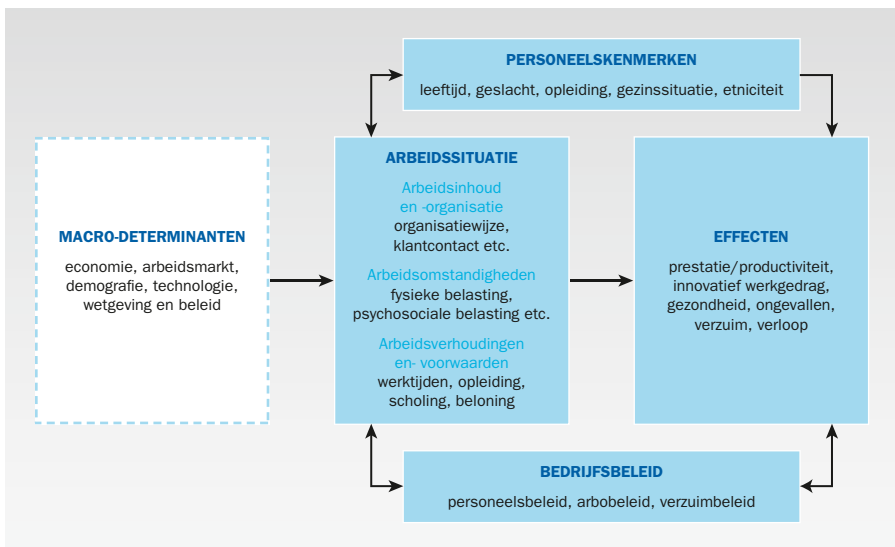 PERSONEELSKENMERKEN
leeftijd, geslacht, opleiding, gezinssituatie, etniciteit
MACRO-DETERMINANTEN
economie, arbeidsmarkt,
demografie, technologie,
wetgeving en beleid
ARBEIDSSITUATIE
Arbeidsinhoud
en -organisatie
organisatiewijze,
klantcontact etc.
Arbeidsomstandigheden
fysieke belasting,
psychosociale belasting etc.
Arbeidsverhoudingen
en- voorwaarden
werktijden, opleiding,
scholing, beloning
EFFECTEN
prestatie/productiviteit,
innovatief werkgedrag,
gezondheid, ongevallen,
verzuim, verloop
BEDRIJFSBELEID
personeelsbeleid, arbobeleid, verzuimbeleid